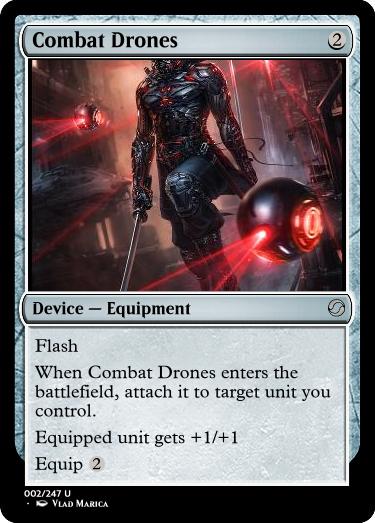 Combat Drones 2
Device — Equipment
Flash
When Combat Drones enters the
battlefield, attach it to target unit you
control.
Equipped unit gets +1/+1
Equip 2
002/247 U
· Vlad Marica